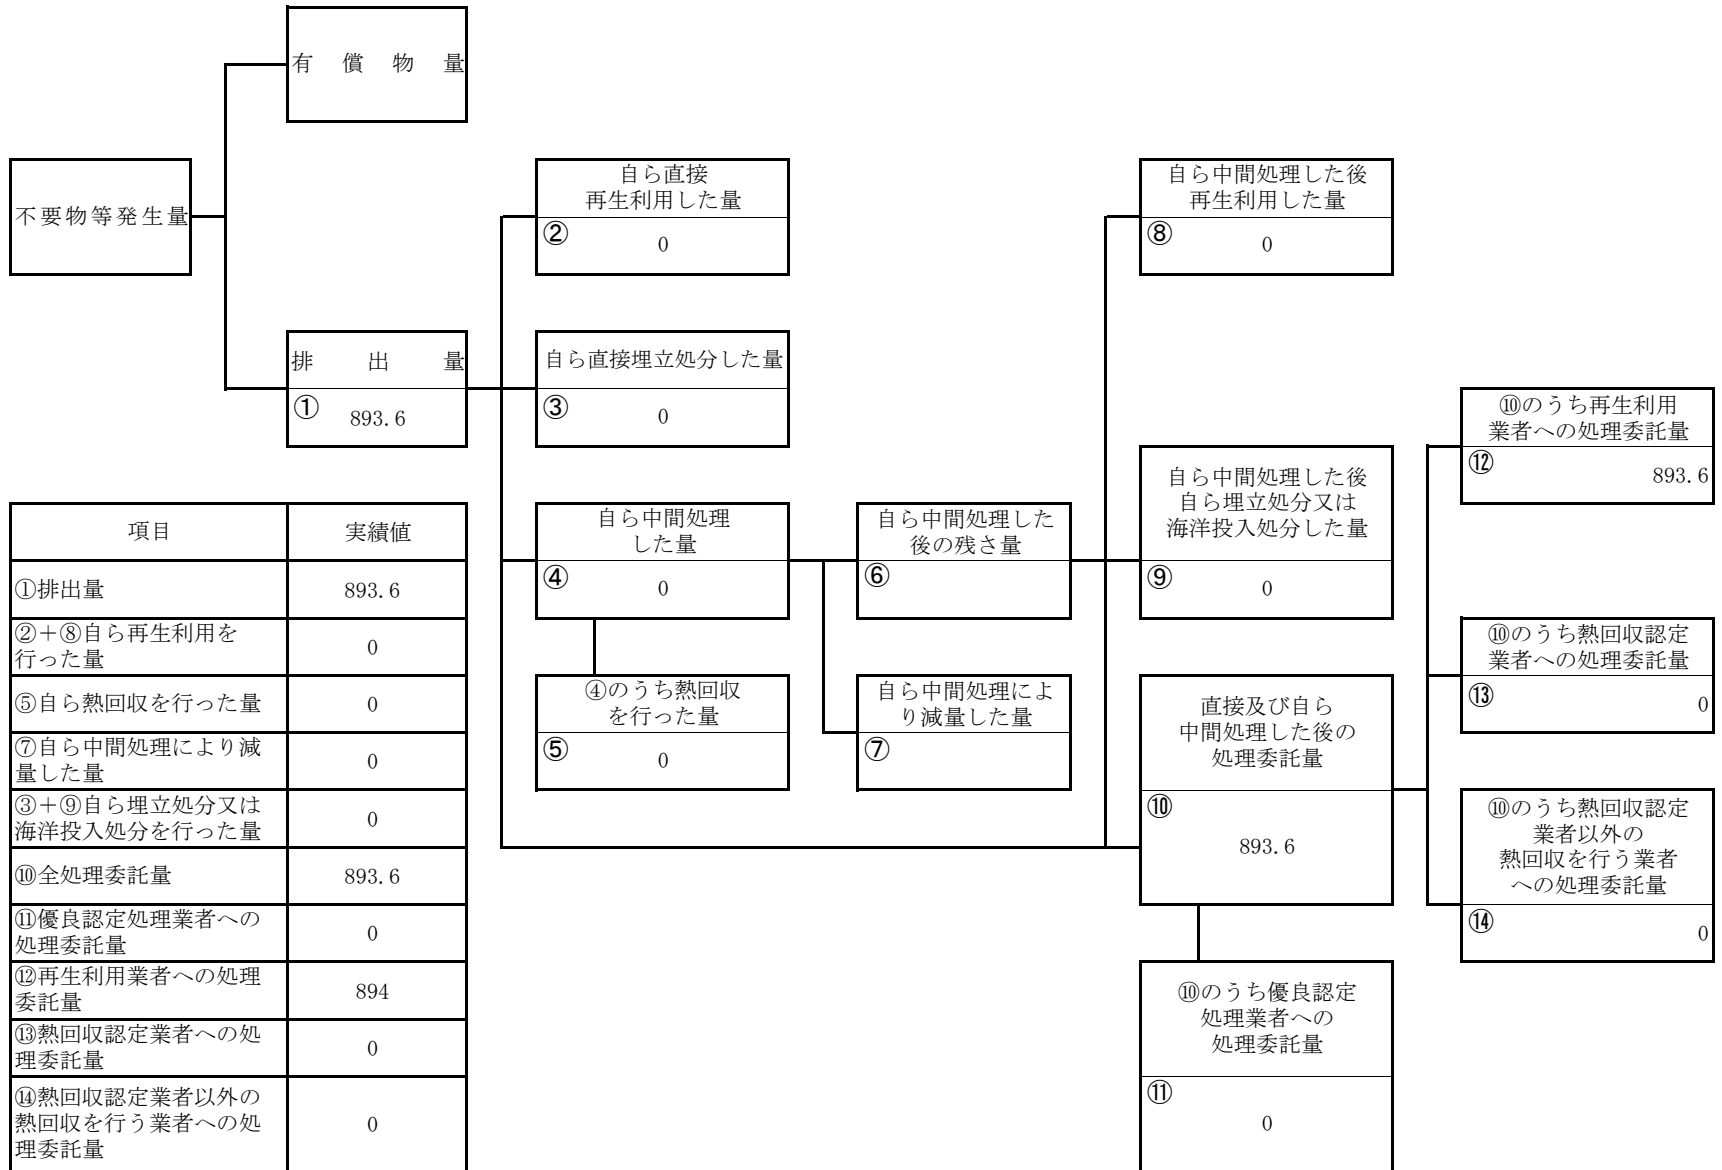 有償物量
不要物等発生量
自ら直接
再生利用した量
② 0
自ら中間処理した後
再生利用した量
⑧ 0
排出量
① 893.6
自ら直接埋立処分した量
③ 0
⑩のうち再生利用
業者への処理委託量
⑫ 893.6
自ら中間処理した後
自ら埋立処分又は
海洋投入処分した量
⑨ 0
自ら中間処理
した量
④ 0
自ら中間処理した
後の残さ量
⑥
⑩のうち熱回収認定
業者への処理委託量
⑬ 0
④のうち熱回収
を行った量
⑤ 0
自ら中間処理によ
り減量した量
⑦
直接及び自ら
中間処理した後の
処理委託量
⑩
893.6
⑩のうち熱回収認定
業者以外の
熱回収を行う業者
への処理委託量
⑭ 0
⑩のうち優良認定
処理業者への
処理委託量
⑪
0
項目 実績値
①排出量 893.6
②＋⑧自ら再生利用を
行った量 0
⑤自ら熱回収を行った量 0
⑦自ら中間処理により減
量した量 0
③＋⑨自ら埋立処分又は
海洋投入処分を行った量 0
⑩全処理委託量 893.6
⑪優良認定処理業者への
処理委託量 0
⑫再生利用業者への処理
委託量 894
⑬熱回収認定業者への処
理委託量 0
⑭熱回収認定業者以外の
熱回収を行う業者への処 0
理委託量